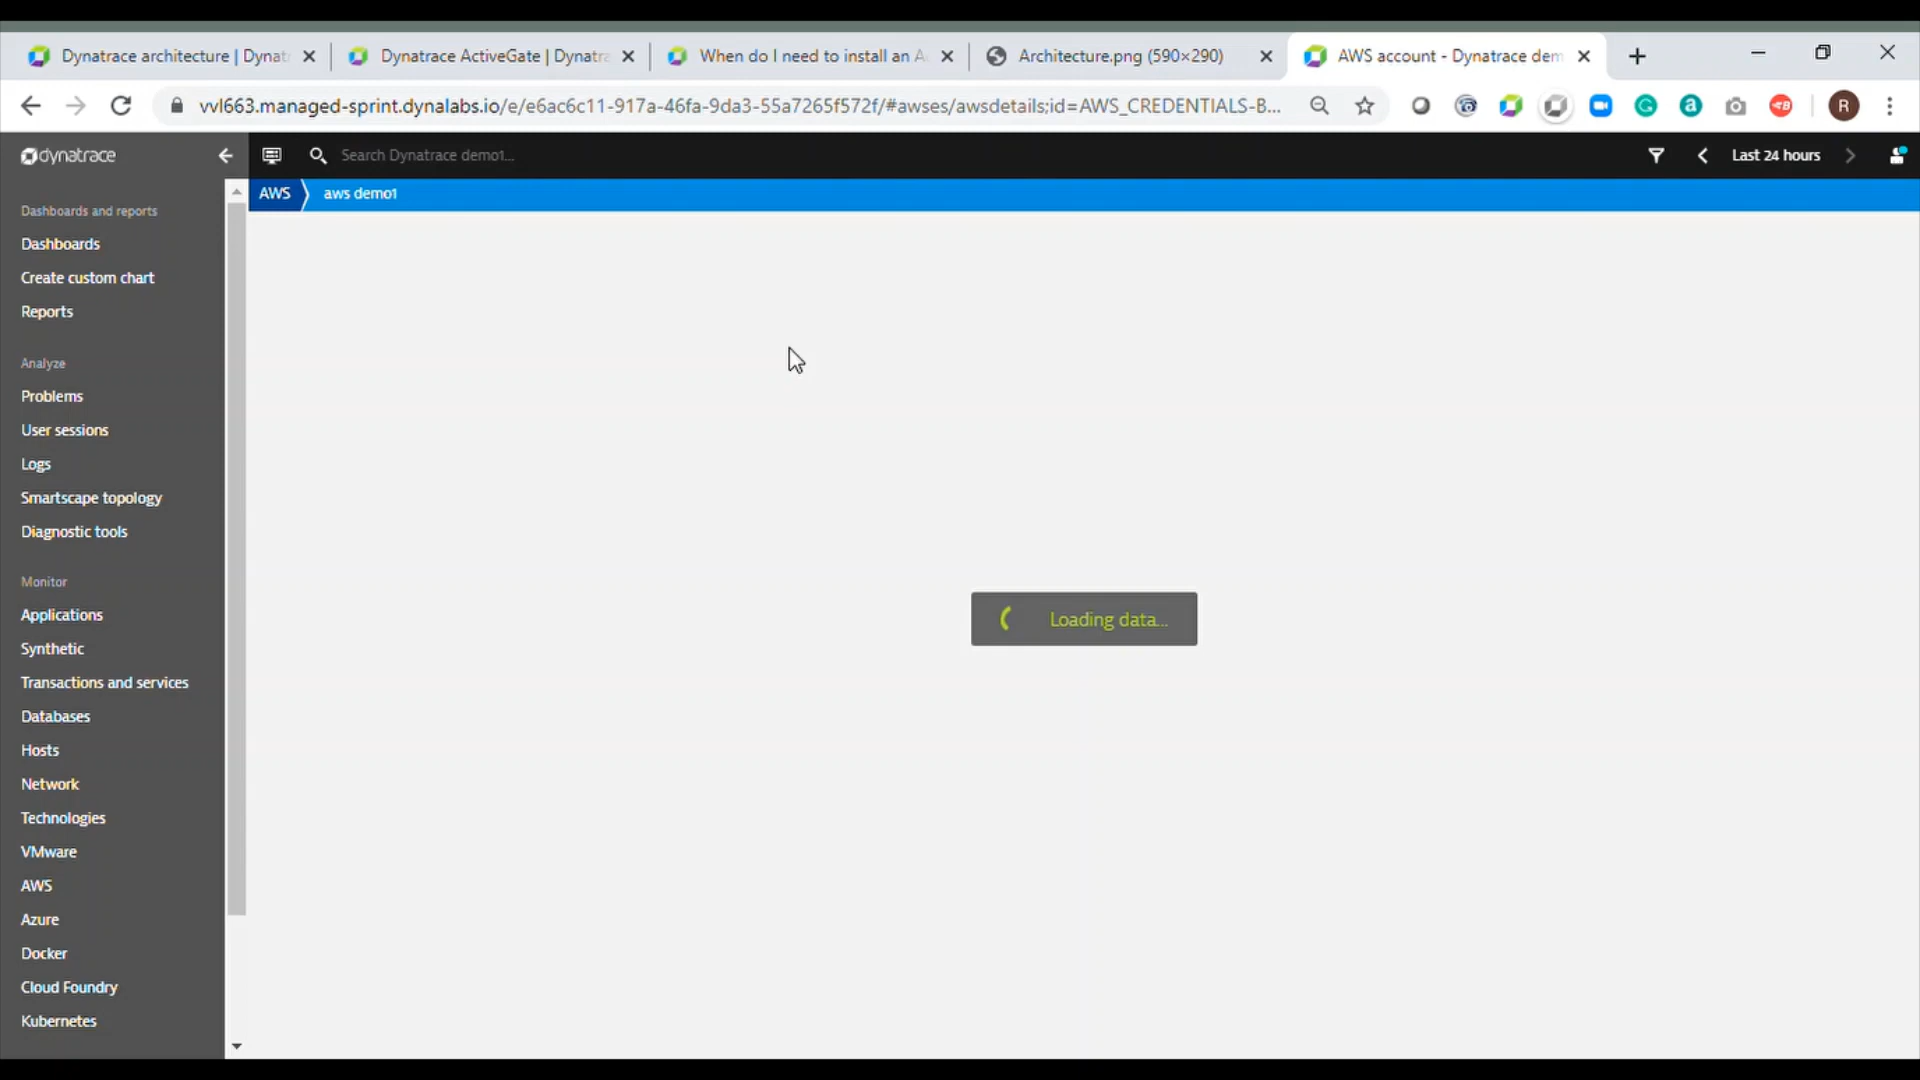 Dynatrace architecture | Dynat
Dynatrace ActiveGate | Dynatra
When do I need to install an A
Architecture.png (590×290)
AWS account - Dynatrace dem
vvl663.managed-sprint.dynalabs.io/e/e6ac6c11-917a-46fa-9da3-55a7265f572f/#awses/awsdetails;id=AWS_CREDENTIALS-B...
R
dynatrace
Search Dynatrace demo1...
Last 24 hours
AWS
aws demo1
Dashboards and reports
Dashboards
Create custom chart
Reports
Analyze
Problems
User sessions
Logs
Smartscape topology
Diagnostic tools
Monitor
Applications
Synthetic
Transactions and services
Databases
Hosts
Network
Technologies
VMware
AWS
Azure
Docker
Cloud Foundry
Kubernetes
Loading data...